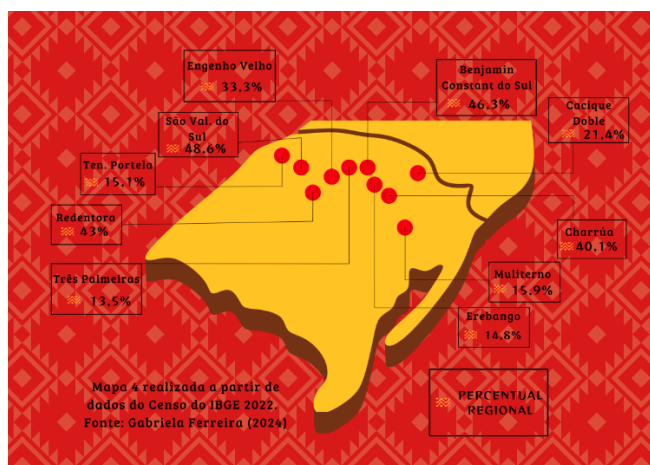 Engenho Velho
33.3%
Benjamin
Constant do Sul
46.3%
Cacique
Doble
21.4%
São Val. do
Sul
48.6%
Ten. Portela
15.1%
Redentora
43%
Charrúa
40.1%
Três Palmeiras
13.5%
Muliterno
15.9%
Erebango
14.8%
Mapa 4 realizada a partir de
dados do Censo do IBGE 2022.
Fonte: Gabriela Ferreira (2024)
PERCENTUAL
REGIONAL